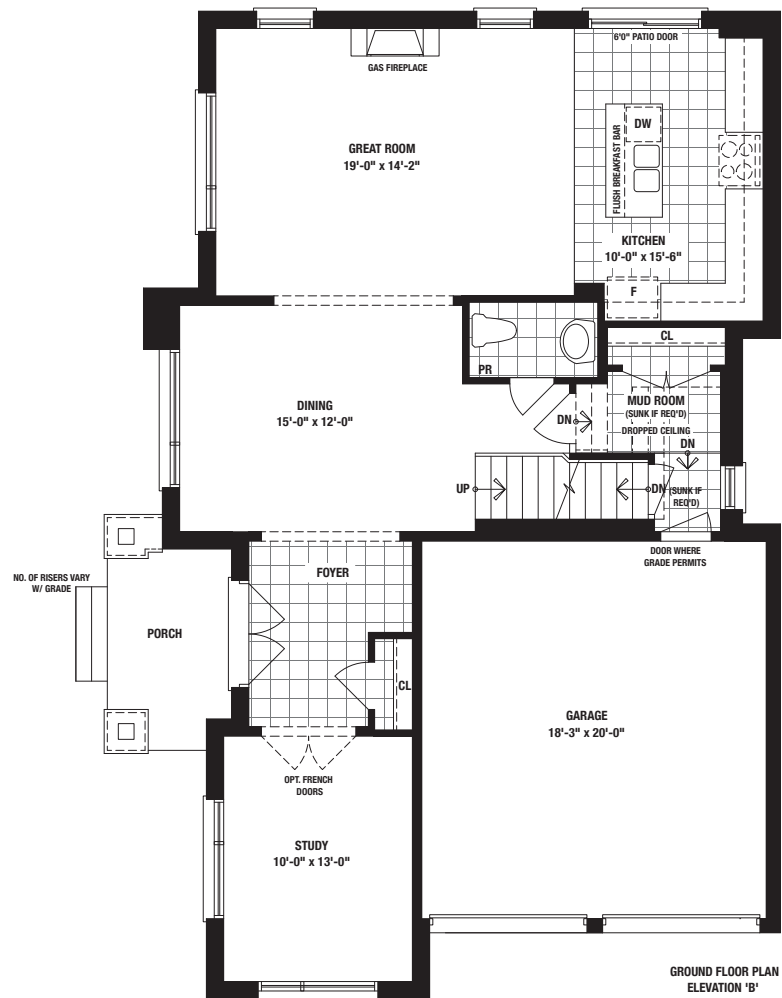 6'0" PATIO DOOR
GAS FIREPLACE
GREAT ROOM
19'-0" x 14'-2"
FLUSH BREAKFAST BAR
DW
KITCHEN
10'-0" x 15'-6"
F
CL
PR
MUD ROOM
(SUNK IF REQ'D)
DROPPED CEILING
DN
DN
DINING
15'-0" x 12'-0"
UP
DN
(SUNK IF
REQ'D)
DOOR WHERE
GRADE PERMITS
FOYER
NO. OF RISERS VARY
W/ GRADE
PORCH
CL
GARAGE
18'-3" x 20'-0"
OPT. FRENCH
DOORS
STUDY
10'-0" x 13'-0"
GROUND FLOOR PLAN
ELEVATION 'B'